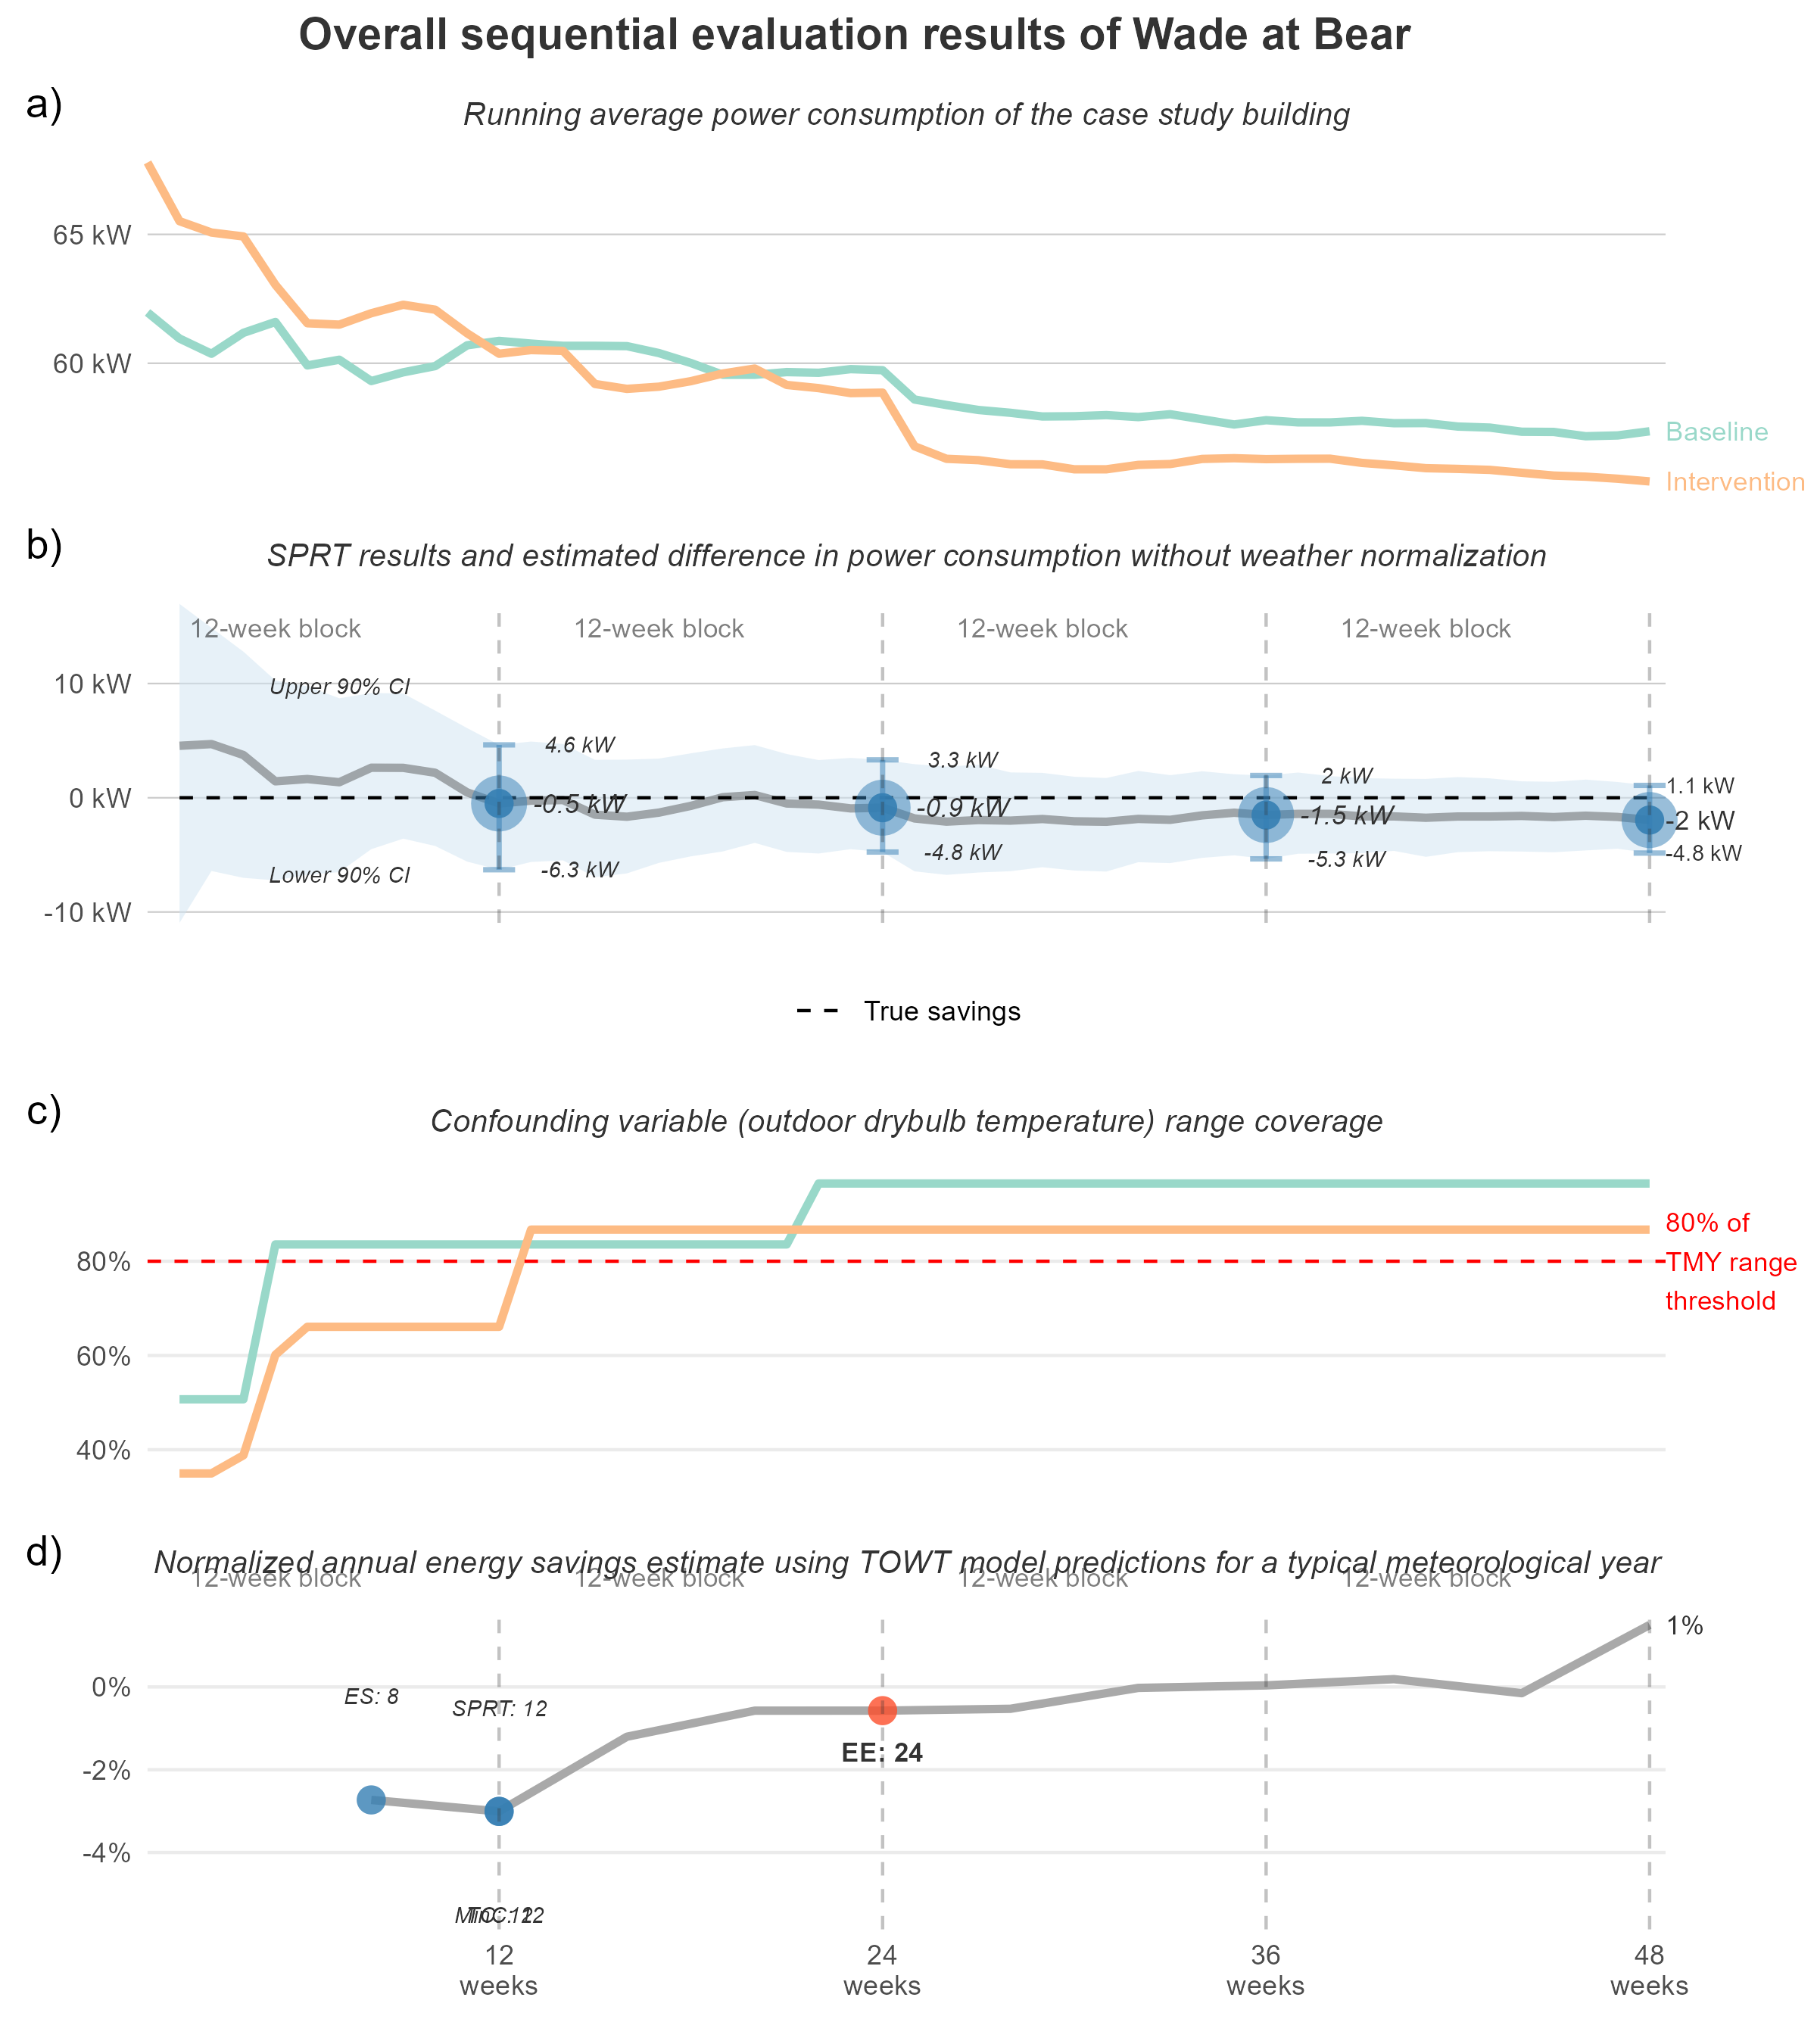 Overall sequential evaluation results of Wade at Bear
a)
Running average power consumption of the case study building
65 kW
60 kW
Baseline
Intervention
b)
SPRT results and estimated difference in power consumption without weather normalization
12-week block 12-week block 12-week block 12-week block
10 kW
Upper 90% CI
4.6 kW
3.3 kW
2 kW
1.1 kW
0 kW
-0.5 kW
-0.9 kW
-1.5 kW
-2 kW
-4.8 kW
-4.8 kW
-5.3 kW
-6.3 kW
Lower 90% CI
-10 kW
True savings
c)
Confounding variable (outdoor drybulb temperature) range coverage
80%
60%
40%
80% of
TMY range
threshold
d)
Normalized annual energy savings estimate using TOWT model predictions for a typical meteorological year
12-week block 12-week block 12-week block 12-week block
1%
0%
ES: 8
SPRT: 12
EE: 24
-2%
-4%
12
weeks
24
weeks
36
weeks
48
weeks